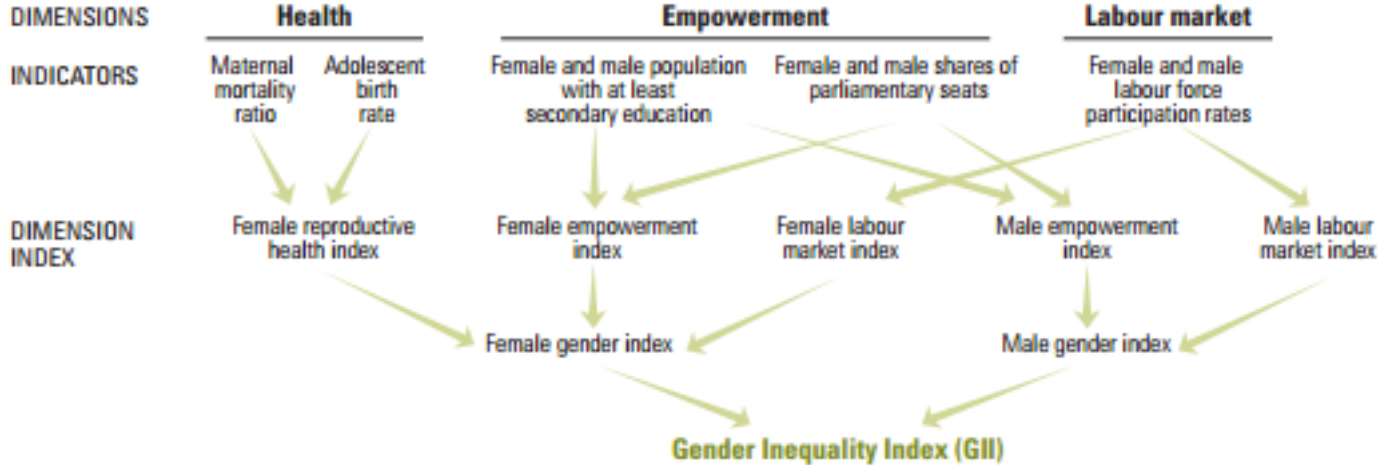 DIMENSIONS Health Empowerment Labour market
INDICATORS
Maternal
mortality
ratio
Adolescent
birth
rate
Female and male population
with at least
secondary education
Female and male shares of
parliamentary seats
Female and male
labour force
participation rates
DIMENSION
INDEX
Female reproductive
health index
Female empowerment
index
Female labour
market index
Male empowerment
index
Male labour
market index
Female gender index
Male gender index
Gender Inequality Index (GII)